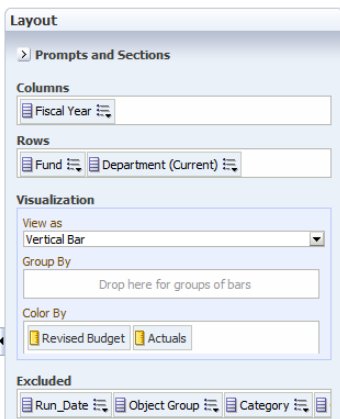 Layout
Prompts and Sections
Columns
Fiscal Year
Rows
Fund Department (Current)
Visualization
View as
Vertical Bar
Group By
Drop here for groups of bars
Color By
Revised Budget Actuals
Excluded
Run_Date Object Group Category